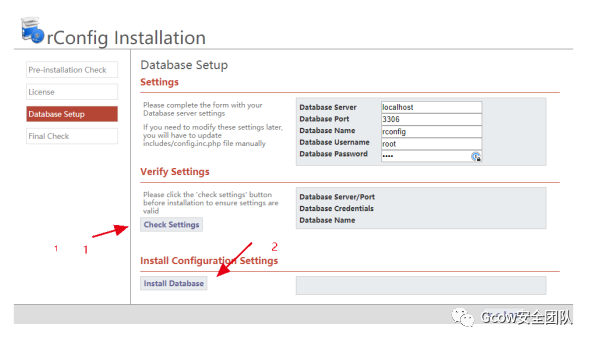 rConfig Installation
Pre-installation Check
License
Database Setup
Final Check
Database Setup
Settings
Please complete the form with your
Database server settings
If you need to modify these settings later,
you will have to update
includes/config.inc.php file manually
Database Server localhost
Database Port 3306
Database Name rconfig
Database Username root
Database Password ••••
Verify Settings
Please click the 'check settings' button
before installation to ensure settings are
valid
Check Settings
Database Server/Port
Database Credentials
Database Name
1 1
2
Install Configuration Settings
Install Database
Gcow安全团队